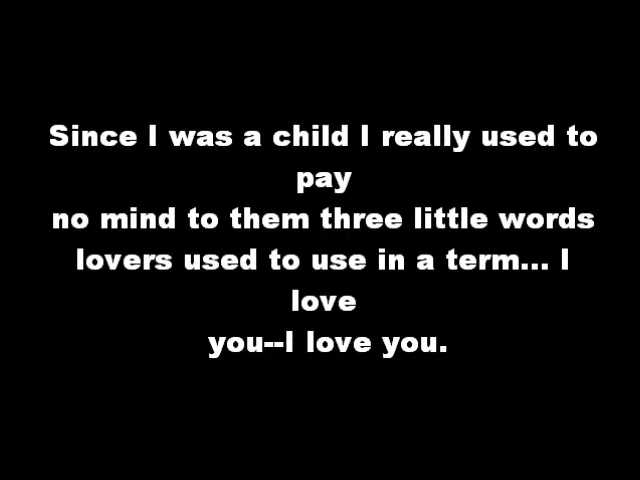 Since I was a child I really used to
pay
no mind to them three little words
lovers used to use in a term... I
love
you--I love you.